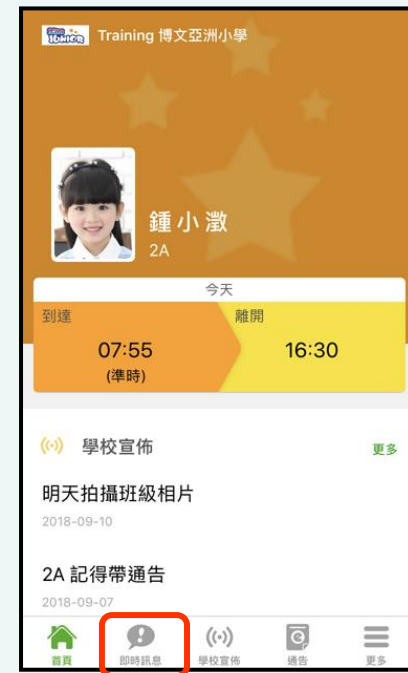 JUNIOR Training 博文亞洲小學
鍾小澂
2A
今天
到達 離開
07:55 16:30
(準時)
學校宣佈 更多
明天拍攝班級相片
2018-09-10
2A 記得帶通告
2018-09-07
首頁 即時訊息 學校宣佈 通告 更多